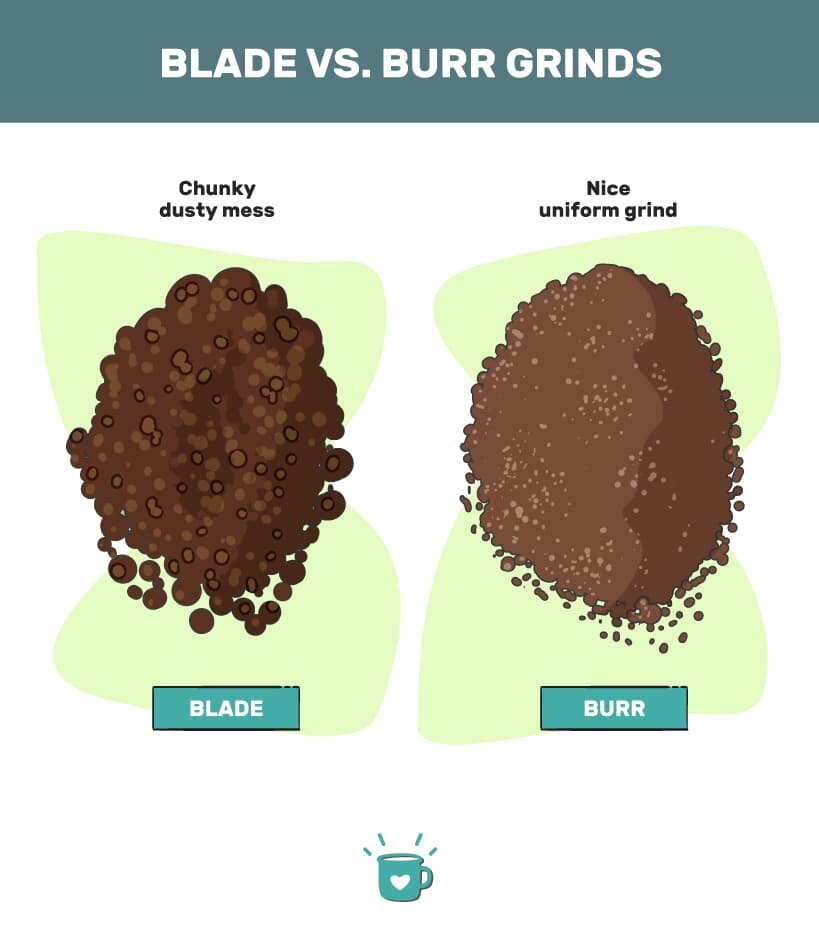 BLADE VS. BURR GRINDS
Chunky
dusty mess
Nice
uniform grind
BLADE
BURR